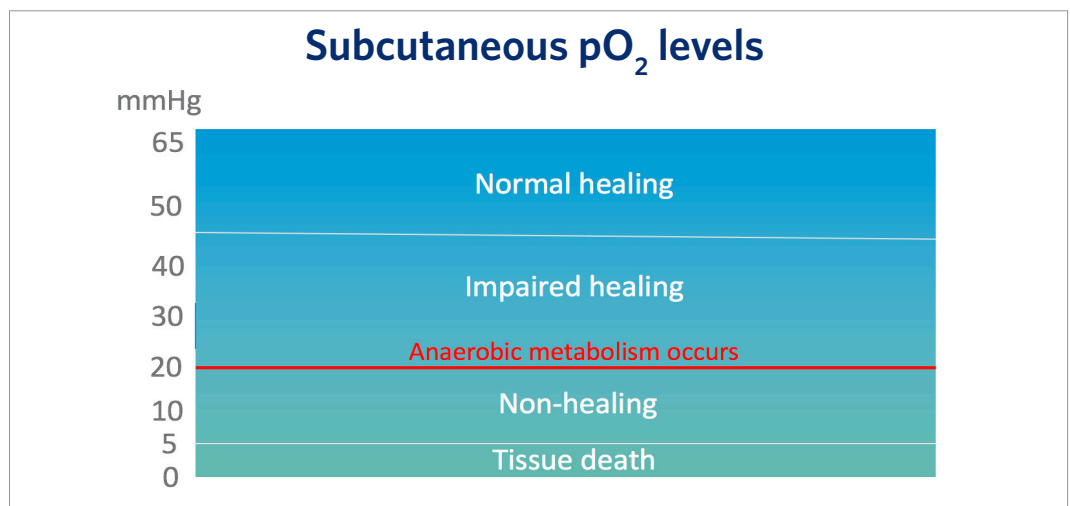 Subcutaneous pO₂ levels
mmHg
65
Normal healing
50
40
Impaired healing
30
Anaerobic metabolism occurs
20
Non-healing
10
5
Tissue death
0